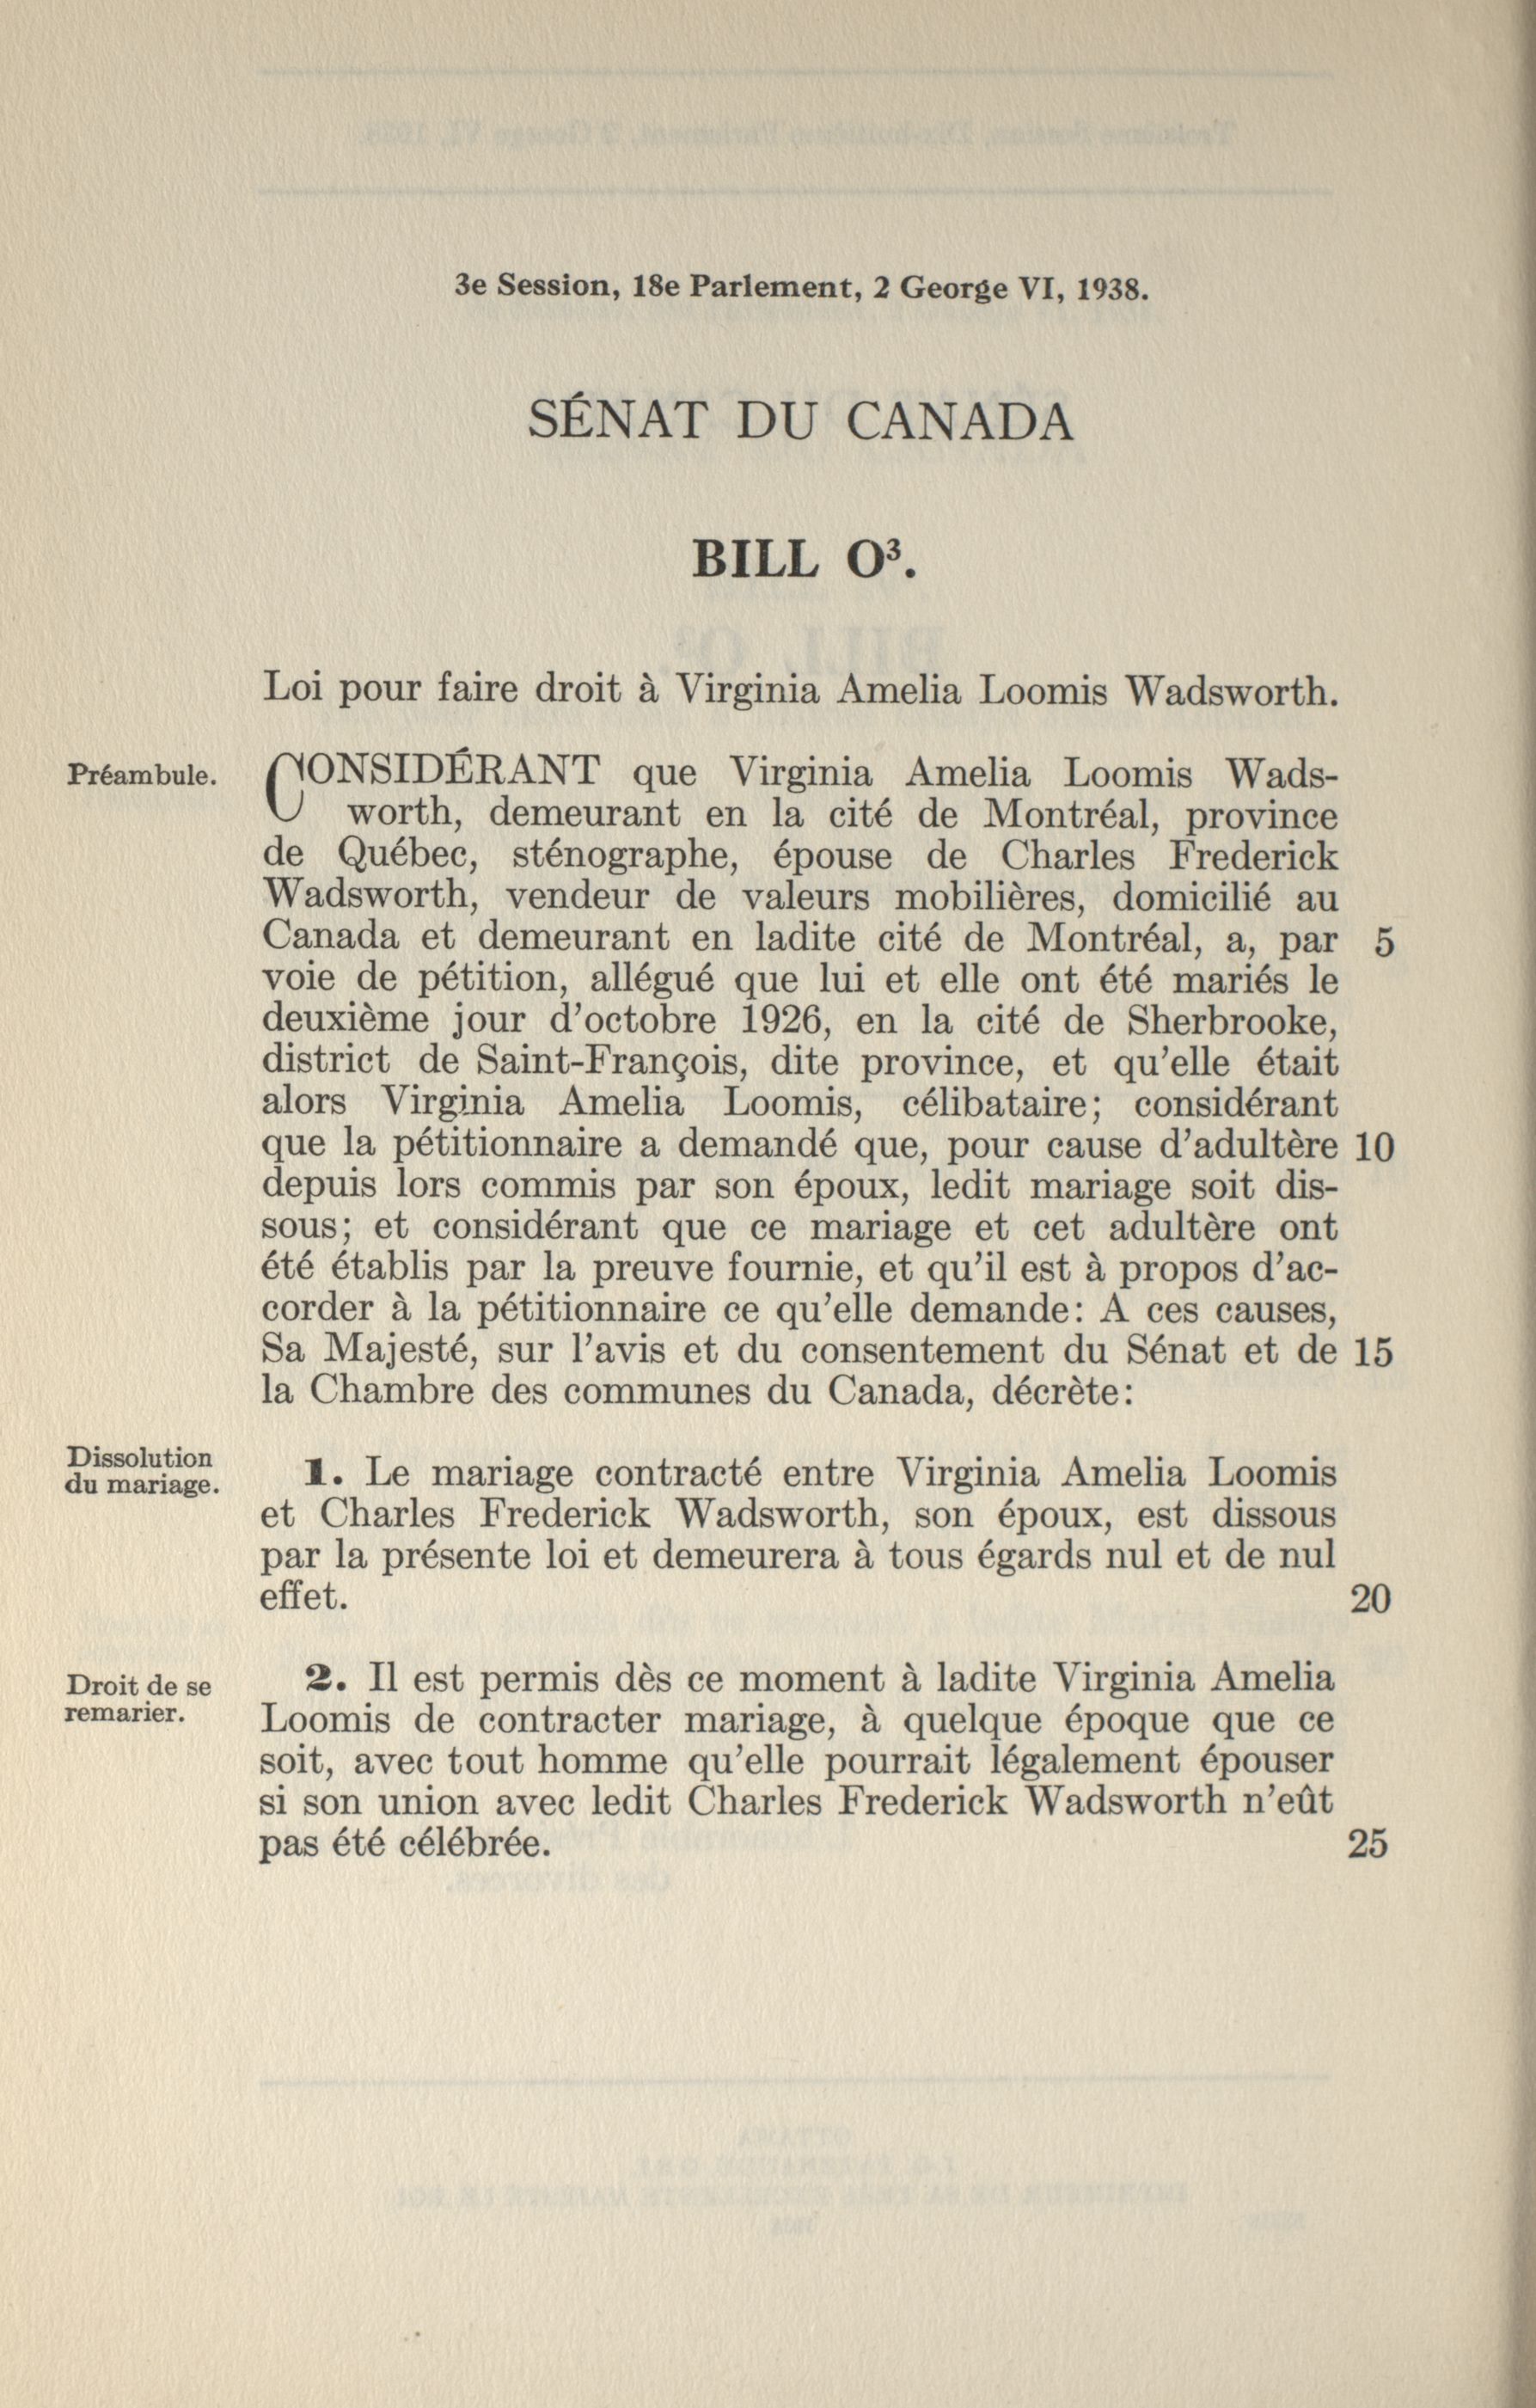 3e Session, 18e Parlement, 2 George VI, 1938.
SÉNAT DU CANADA
BILL O³.
Loi pour faire droit à Virginia Amelia Loomis Wadsworth.
Préambule.
CONSIDÉRANT que Virginia Amelia Loomis Wads-
worth, demeurant en la cité de Montréal, province
de Québec, sténographe, épouse de Charles Frederick
Wadsworth, vendeur de valeurs mobilières, domicilié au
Canada et demeurant en ladite cité de Montréal, a, par 5
voie de pétition, allégué que lui et elle ont été mariés le
deuxième jour d'octobre 1926, en la cité de Sherbrooke,
district de Saint-François, dite province, et qu'elle était
alors Virginia Amelia Loomis, célibataire; considérant
que la pétitionnaire a demandé que, pour cause d'adultère 10
depuis lors commis par son époux, ledit mariage soit dis-
sous; et considérant que ce mariage et cet adultère ont
été établis par la preuve fournie, et qu'il est à propos d'ac-
corder à la pétitionnaire ce qu'elle demande: A ces causes,
Sa Majesté, sur l'avis et du consentement du Sénat et de 15
la Chambre des communes du Canada, décrète:
Dissolution
du mariage.
1. Le mariage contracté entre Virginia Amelia Loomis
et Charles Frederick Wadsworth, son époux, est dissous
par la présente loi et demeurera à tous égards nul et de nul
effet. 20
Droit de se
remarier.
2. Il est permis dès ce moment à ladite Virginia Amelia
Loomis de contracter mariage, à quelque époque que ce
soit, avec tout homme qu'elle pourrait légalement épouser
si son union avec ledit Charles Frederick Wadsworth n'eût
pas été célébrée. 25